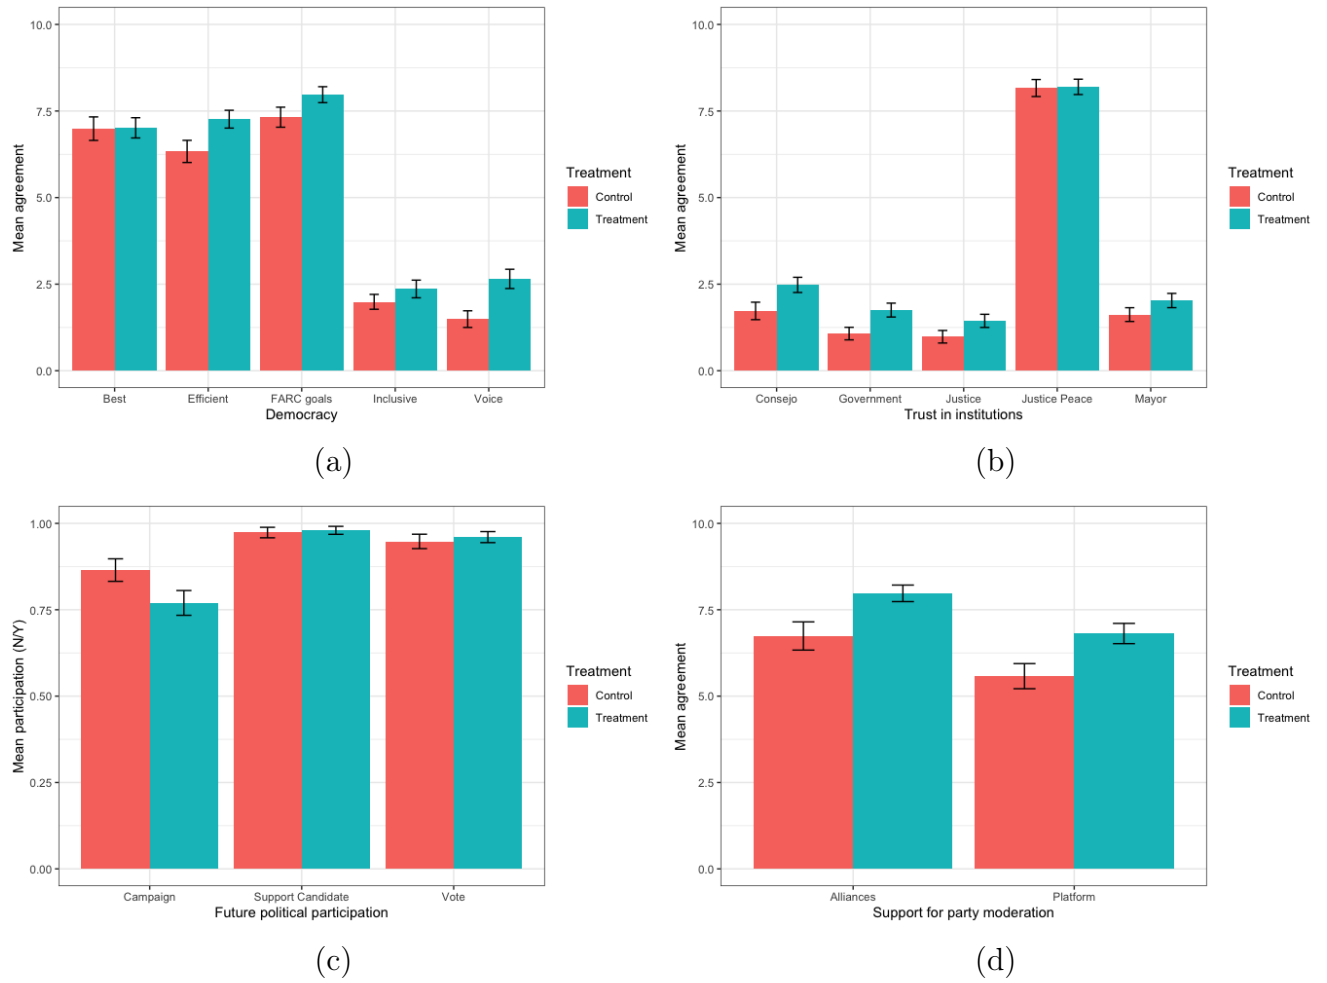 10.0
7.5
5.0
2.5
0.0
Mean agreement
Best Efficient FARC goals Inclusive Voice
Democracy
Treatment
Control
Treatment
(a)
10.0
7.5
5.0
2.5
0.0
Mean agreement
Consejo Government Justice Justice Peace Mayor
Trust in institutions
Treatment
Control
Treatment
(b)
1.00
0.75
0.50
0.25
0.00
Mean participation (N/Y)
Campaign Support Candidate Vote
Future political participation
Treatment
Control
Treatment
(c)
10.0
7.5
5.0
2.5
0.0
Mean agreement
Alliances Platform
Support for party moderation
Treatment
Control
Treatment
(d)